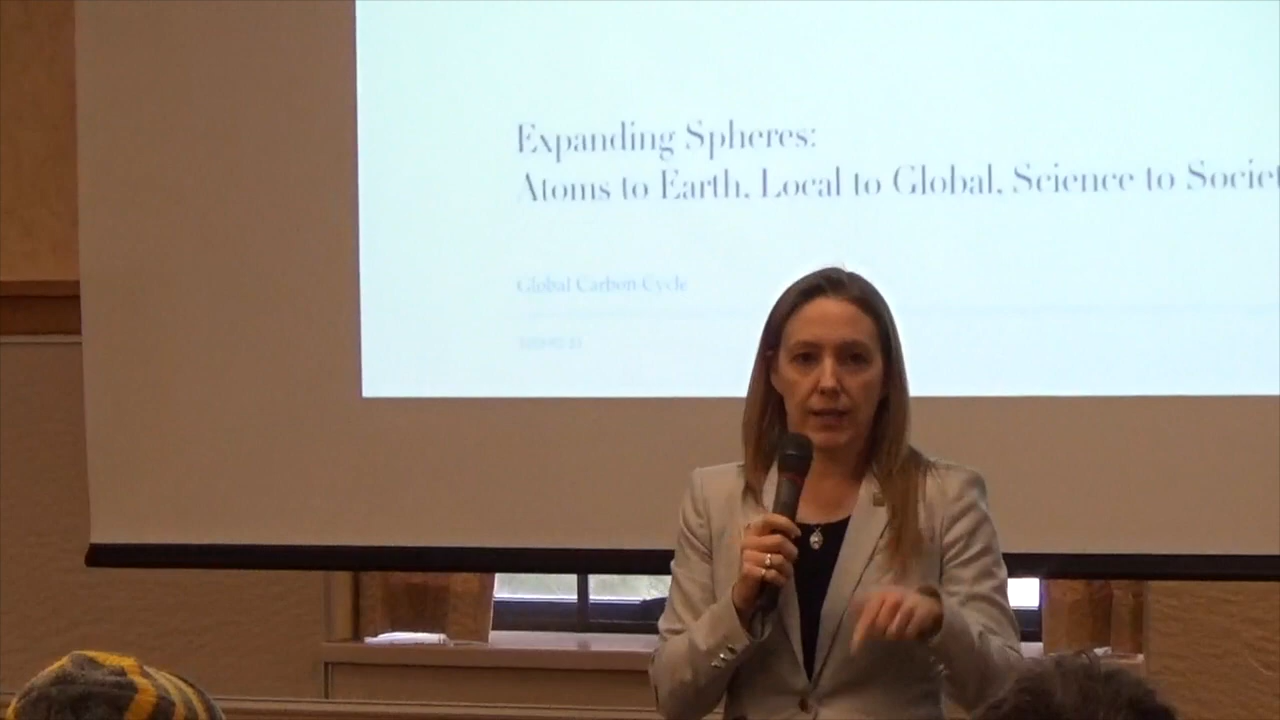 Expanding Spheres:
Atoms to Earth, Local to Global, Science to Societ
Global Carbon Cycle